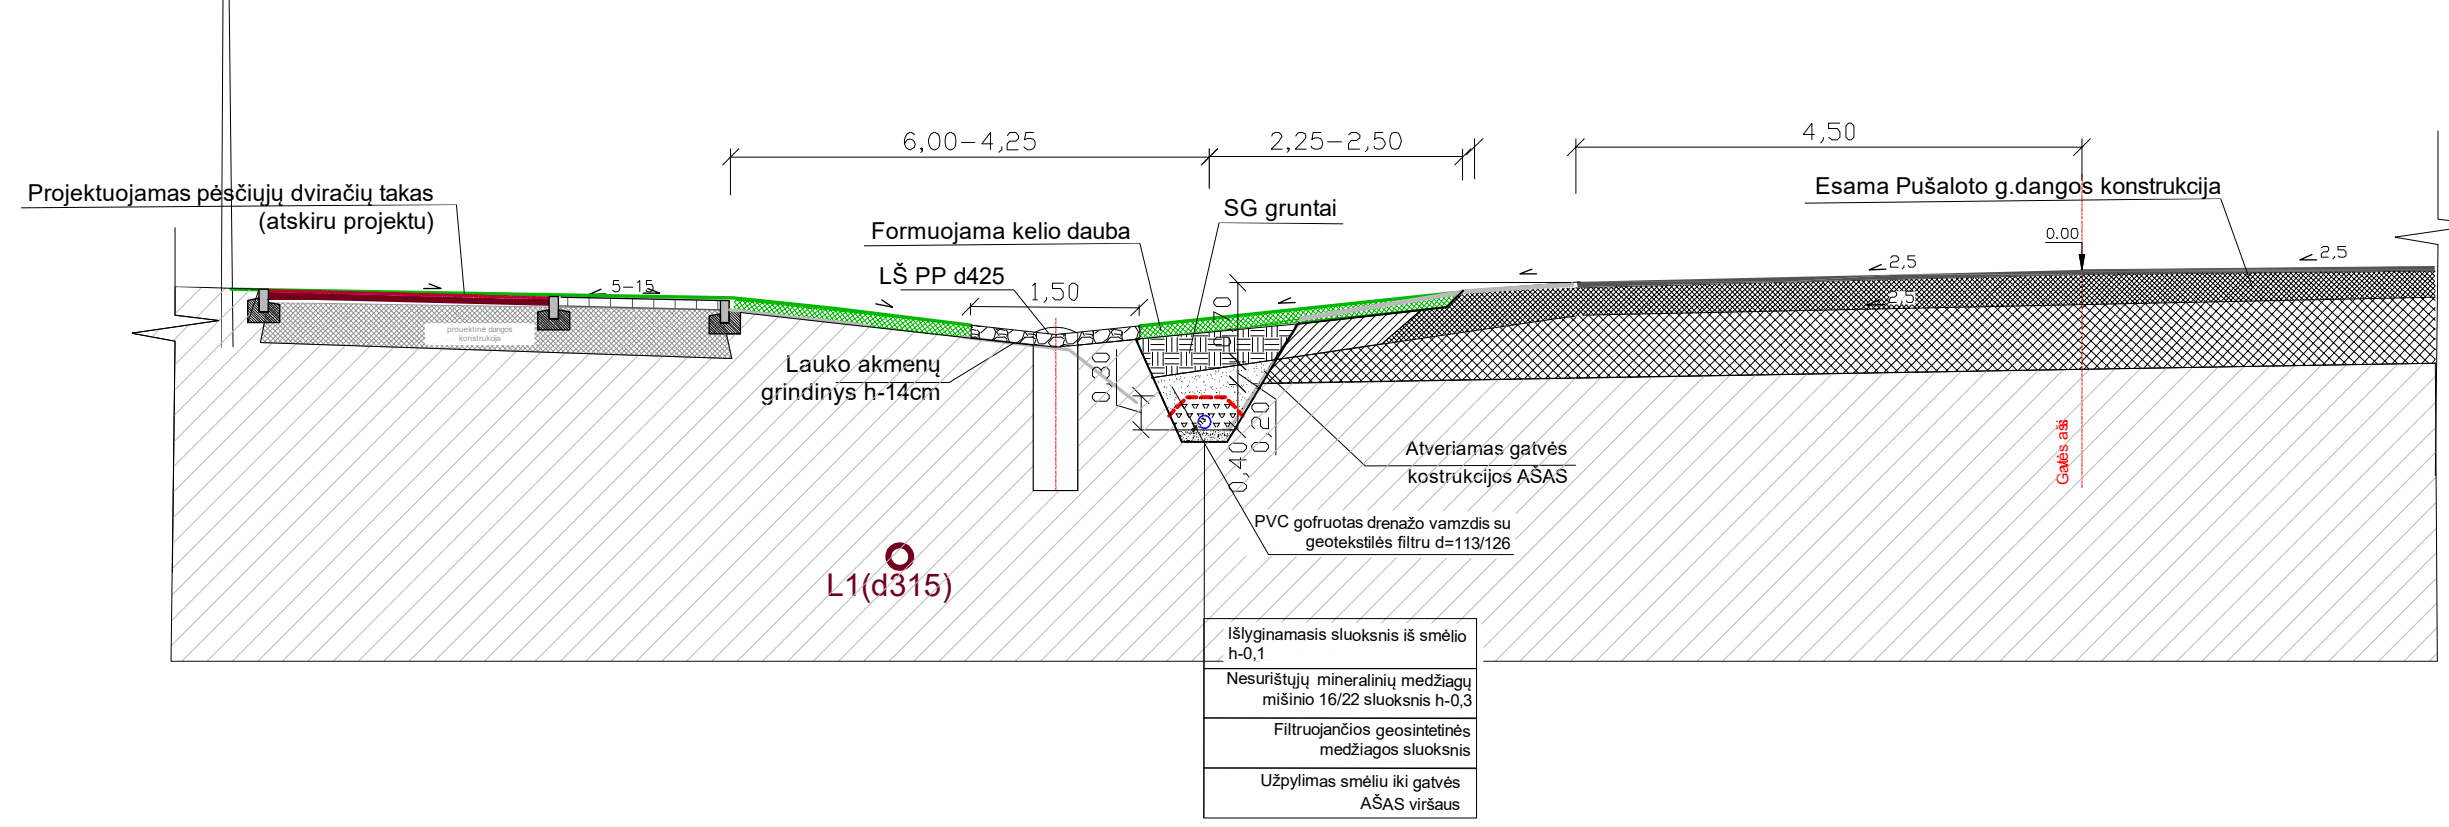 6,00-4,25
2,25-2,50
4,50
Projektuojamas pėsčiųjų dviračių takas
(atskiru projektu)
Esama Pušaloto g.dangos konstrukcija
SG gruntai
Formuojama kelio dauba
LŠ PP d425
0.00
2,5
2,5
2,5
5-15
1,50
0,70
prouektinė dangos
konstrukcija
Lauko akmenų
grindinys h-14cm
0,30
0,20
0,40
Atveriamas gatvės
kostrukcijos AŠAS
Gatvės ašis
PVC gofruotas drenažo vamzdis su
geotekstilės filtru d=113/126
L1(d315)
Išlyginamasis sluoksnis iš smėlio
h-0,1
Nesurištųjų mineralinių medžiagų
mišinio 16/22 sluoksnis h-0,3
Filtruojančios geosintetinės
medžiagos sluoksnis
Užpylimas smėliu iki gatvės
AŠAS viršaus